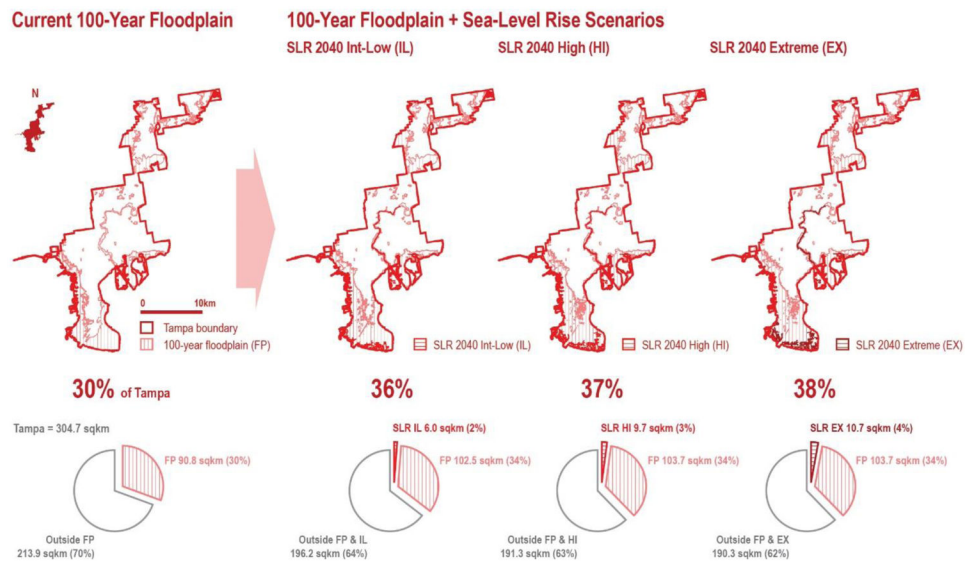 Current 100-Year Floodplain
100-Year Floodplain + Sea-Level Rise Scenarios
SLR 2040 Int-Low (IL)
SLR 2040 High (HI)
SLR 2040 Extreme (EX)
N
0 10km
Tampa boundary
100-year floodplain (FP)
SLR 2040 Int-Low (IL)
SLR 2040 High (HI)
SLR 2040 Extreme (EX)
30% of Tampa
36%
37%
38%
Tampa = 304.7 sqkm
FP 90.8 sqkm (30%)
Outside FP
213.9 sqkm (70%)
SLR IL 6.0 sqkm (2%)
FP 102.5 sqkm (34%)
Outside FP & IL
196.2 sqkm (64%)
SLR HI 9.7 sqkm (3%)
FP 103.7 sqkm (34%)
Outside FP & HI
191.3 sqkm (63%)
SLR EX 10.7 sqkm (4%)
FP 103.7 sqkm (34%)
Outside FP & EX
190.3 sqkm (62%)